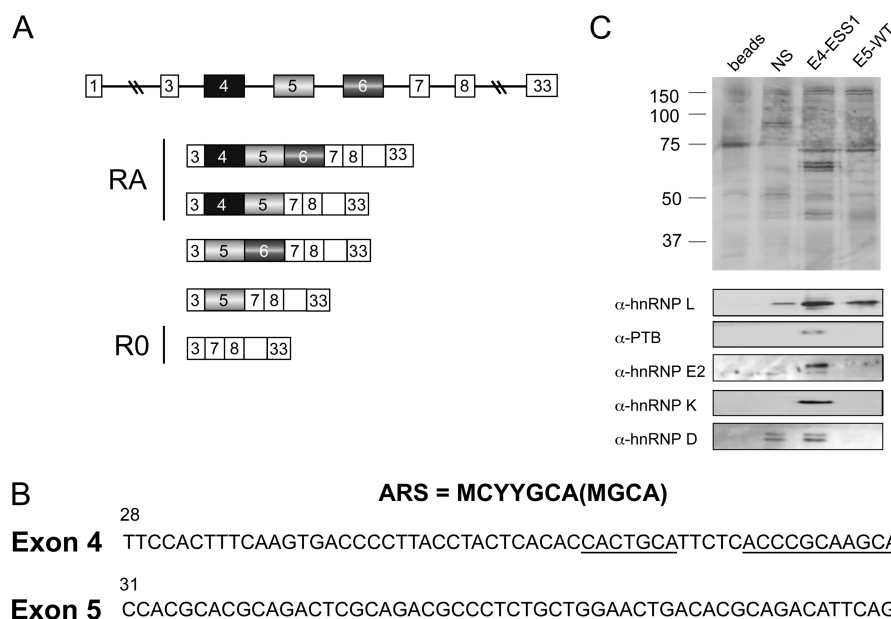 A
1 3 4 5 6 7 8 33
RA
3 4 5 6 7 8 33
3 4 5 7 8 33
3 5 6 7 8 33
3 5 7 8 33
R0
3 7 8 33
C
beads NS E4-ESS1 E5-WT
150
100
75
50
37
α-hnRNP L
α-PTB
α-hnRNP E2
α-hnRNP K
α-hnRNP D
B
ARS = MCYYGCA(MGCA)
28
Exon 4 TTCCACTTTCAAGTGACCCCTTACCTACTCACACCACTGCATTCTCACCCGCAAGCA
31
Exon 5 CCACGCACGCAGACTCGCAGACGCCCTCTGCTGGAACTGACACGCAGACATTCAG